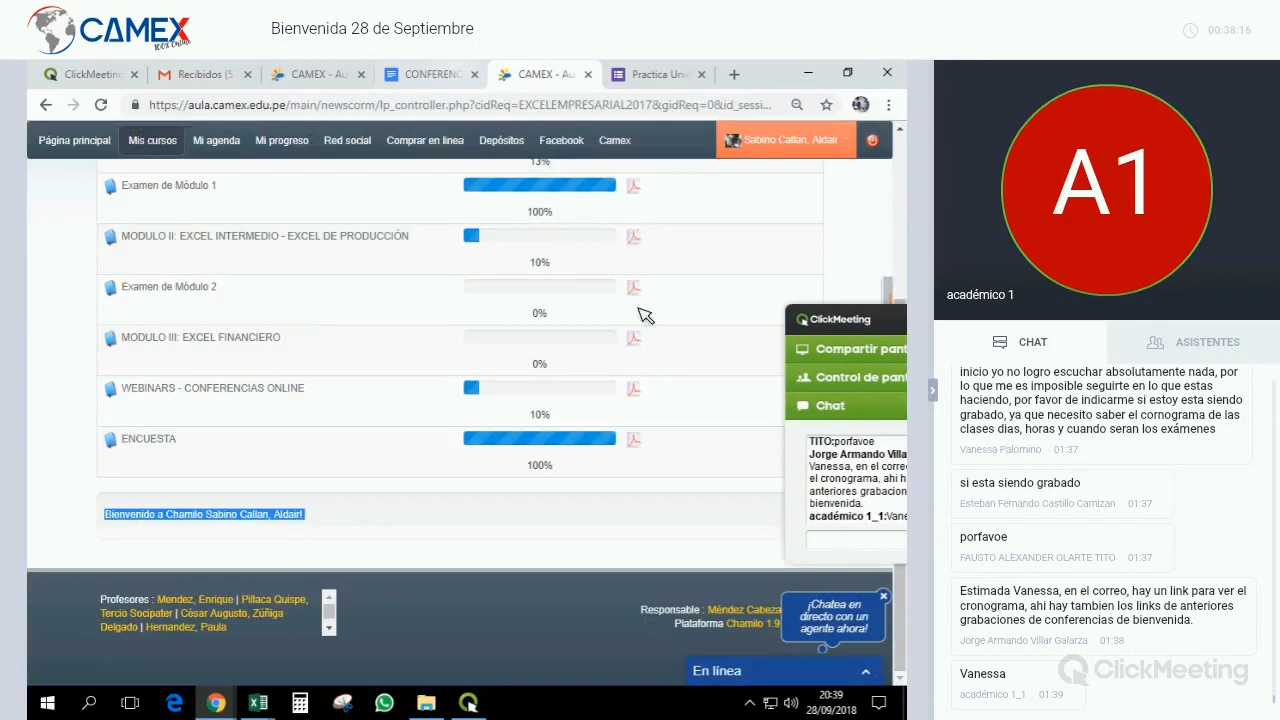 CAMEX
100% Online
Bienvenida 28 de Septiembre
00:38:16
ClickMeeting
Recibidos (5
CAMEX - Au
CONFERENC
CAMEX - Au
Practica Unid
https://aula.camex.edu.pe/main/newscorm/lp_controller.php?cidReq=EXCELEMPRESARIAL2017&gidReq=0&id_sessi...
Página principal
Mis cursos
Mi agenda
Mi progreso
Red social
Comprar en linea
Depósitos
Facebook
Camex
Sabino Callan, Aldair
13%
Examen de Módulo 1
100%
MODULO II: EXCEL INTERMEDIO - EXCEL DE PRODUCCIÓN
10%
Examen de Módulo 2
0%
MODULO III: EXCEL FINANCIERO
0%
WEBINARS - CONFERENCIAS ONLINE
10%
ENCUESTA
100%
Bienvenido a Chamilo Sabino Callan, Aldair!
ClickMeeting
Compartir pant
Control de pant
Chat
TITO:porfavoe
Jorge Armando Villa
Vanessa, en el corre
el cronograma, ahi h
anteriores grabacion
bienvenida.
académico 1_1:Vane
Profesores : Mendez, Enrique | Pillaca Quispe,
Tercio Socipater | Cèsar Augusto, Zúñiga
Delgado | Hernandez, Paula
Responsable : Méndez Cabeza
Plataforma Chamilo 1.9
¡Chatea en
directo con un
agente ahora!
En línea
20:39
28/09/2018
A1
académico 1
CHAT
ASISTENTES
inicio yo no logro escuchar absolutamente nada, por
lo que me es imposible seguirte en lo que estas
haciendo, por favor de indicarme si estoy esta siendo
grabado, ya que necesito saber el cornograma de las
clases dias, horas y cuando seran los exámenes
Vanessa Palomino 01:37
si esta siendo grabado
Esteban Fernando Castillo Camizan 01:37
porfavoe
FAUSTO ALEXANDER OLARTE TITO 01:37
Estimada Vanessa, en el correo, hay un link para ver el
cronograma, ahi hay tambien los links de anteriores
grabaciones de conferencias de bienvenida.
Jorge Armando Villar Galarza 01:38
Vanessa
académico 1_1 01:39
ClickMeeting